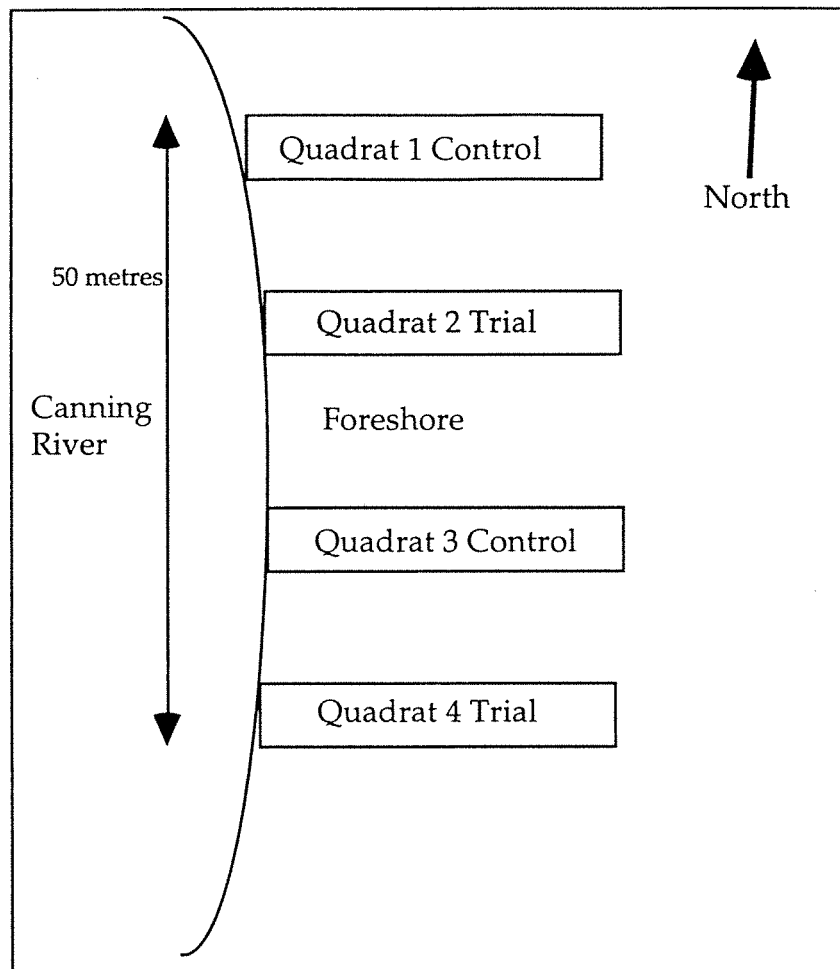 Quadrat 1 Control
North
50 metres
Quadrat 2 Trial
Canning
River
Foreshore
Quadrat 3 Control
Quadrat 4 Trial